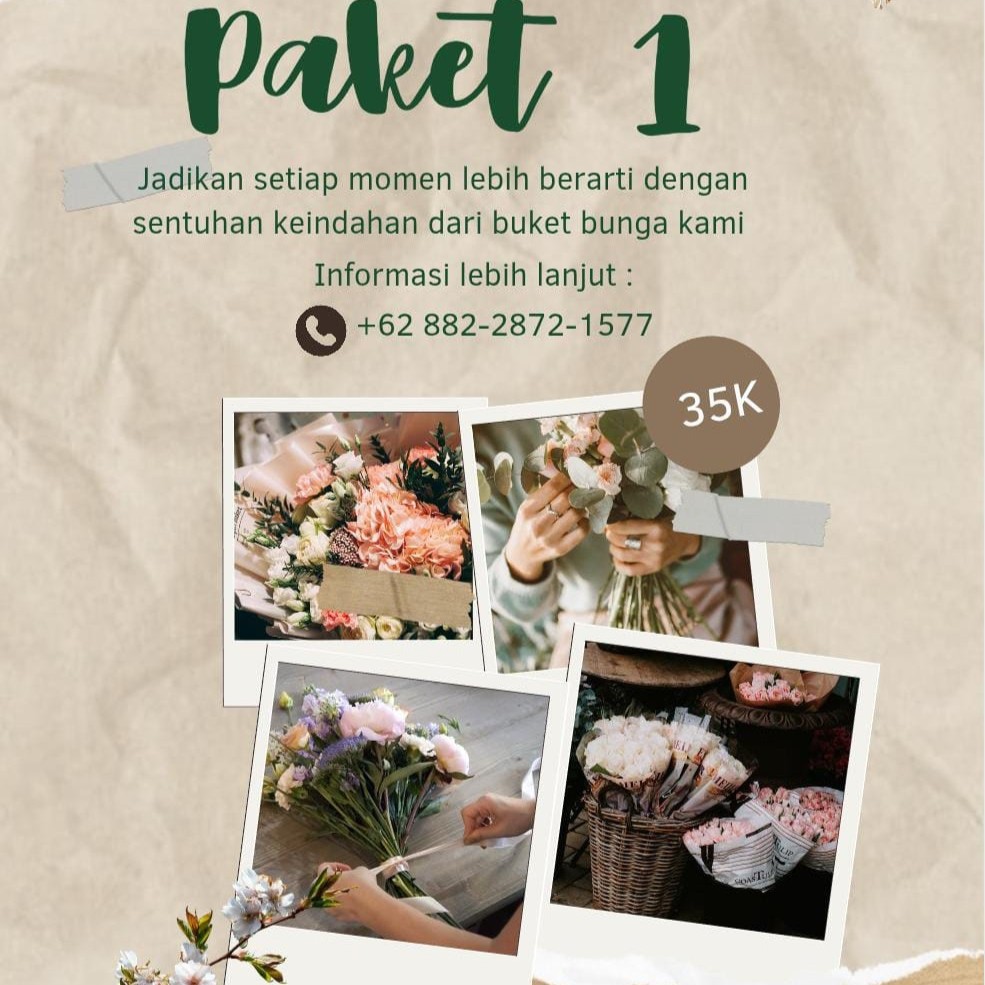 Paket 1
Jadikan setiap momen lebih berarti dengan
sentuhan keindahan dari buket bunga kami
Informasi lebih lanjut :
+62 882-2872-1577
35K